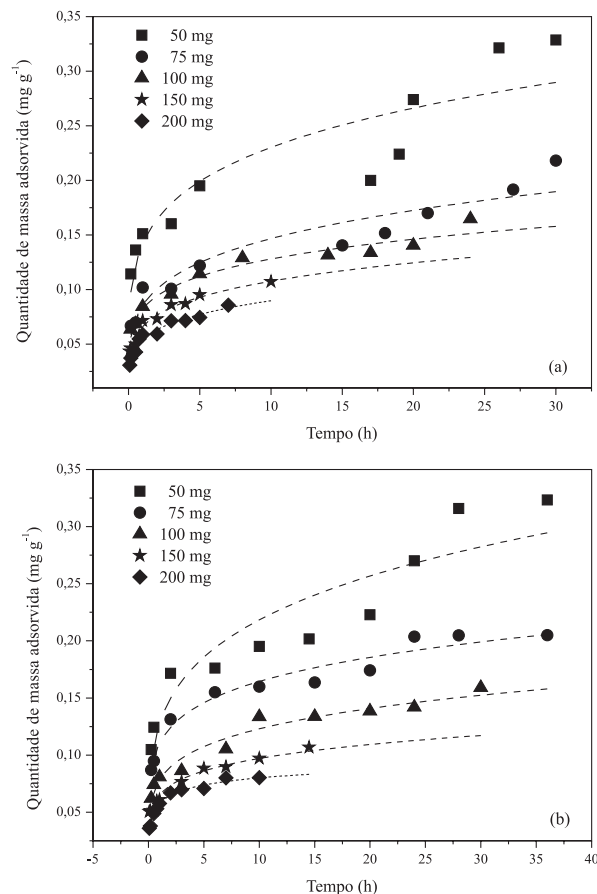 0,35
0,30
0,25
0,20
0,15
0,10
0,05
Quantidade de massa adsorvida (mg g-1)
50 mg
75 mg
100 mg
150 mg
200 mg
(a)
0 5 10 15 20 25 30
Tempo (h)
0,35
0,30
0,25
0,20
0,15
0,10
0,05
Quantidade de massa adsorvida (mg g-1)
50 mg
75 mg
100 mg
150 mg
200 mg
(b)
-5 0 5 10 15 20 25 30 35 40
Tempo (h)